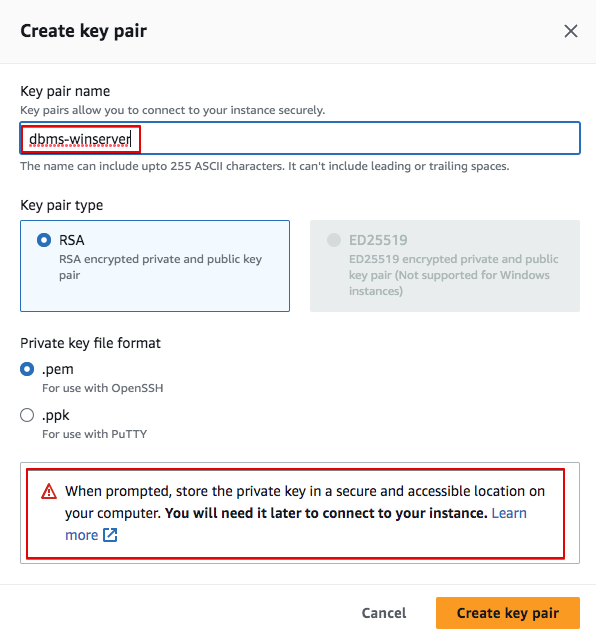 Create key pair
Key pair name
Key pairs allow you to connect to your instance securely.
dbms-winserver
The name can include upto 255 ASCII characters. It can't include leading or trailing spaces.
Key pair type
RSA
RSA encrypted private and public key
pair
ED25519
ED25519 encrypted private and public
key pair (Not supported for Windows
instances)
Private key file format
.pem
For use with OpenSSH
.ppk
For use with PuTTY
When prompted, store the private key in a secure and accessible location on
your computer. You will need it later to connect to your instance. Learn
more
Cancel
Create key pair